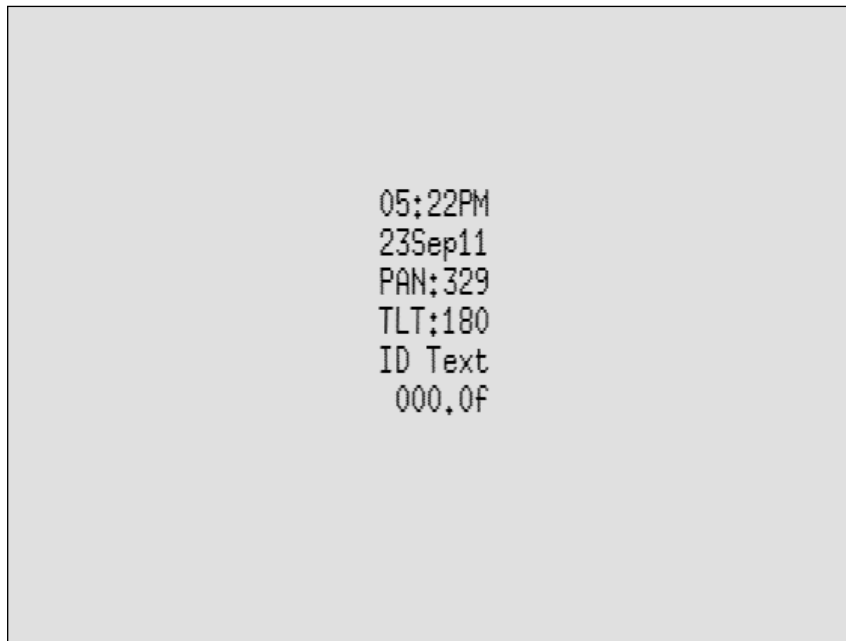 05:22PM
23Sep11
PAN:329
TLT:180
ID Text
000.0f